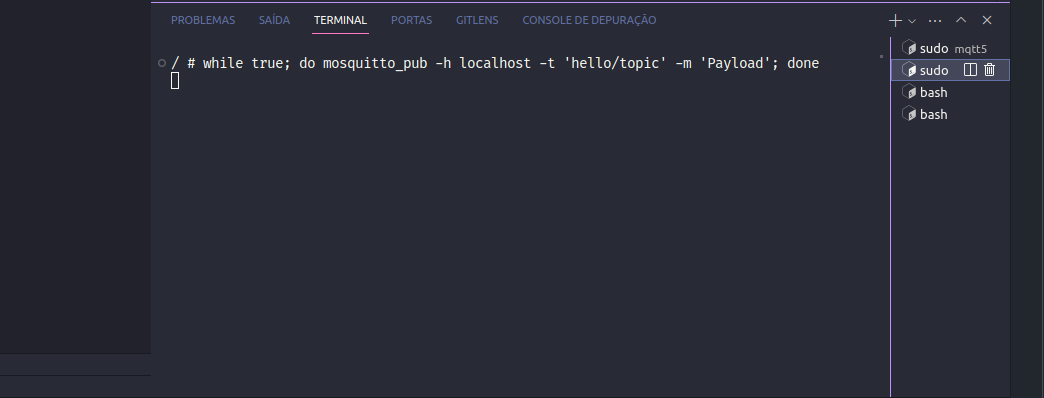 PROBLEMAS SAÍDA TERMINAL PORTAS GITLENS CONSOLE DE DEPURAÇÃO
/ # while true; do mosquitto_pub -h localhost -t 'hello/topic' -m 'Payload'; done
sudo mqtt5
sudo
bash
bash